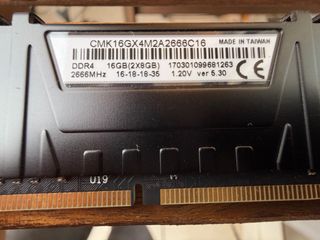 CMK16GX4M2A2666C16
MADE IN TAIWAN
DDR4 16GB(2X8GB) 170301099681263
2666MHz 16-18-18-35 1.20V ver 5.30 CE
U19